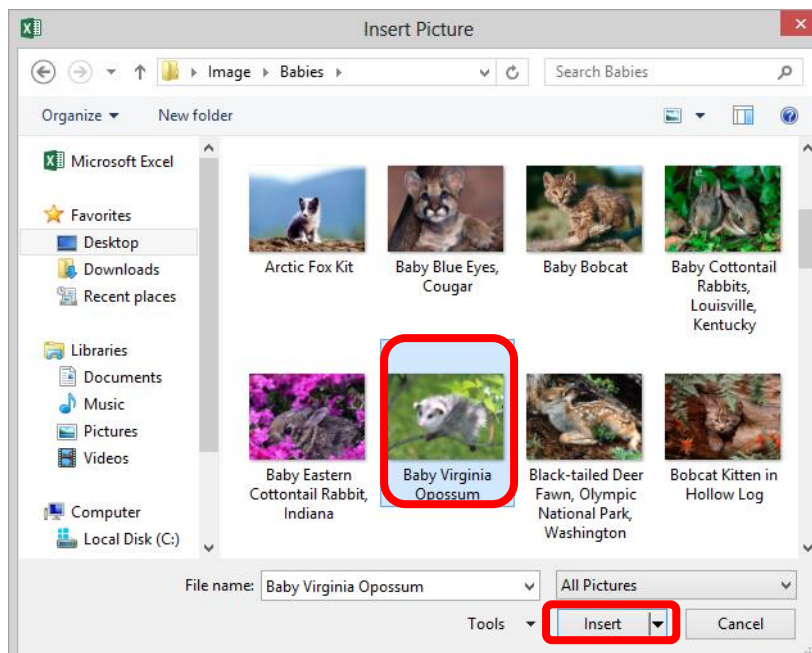 Insert Picture
Image
Babies
Search Babies
Organize
New folder
Microsoft Excel
Favorites
Desktop
Downloads
Recent places
Libraries
Documents
Music
Pictures
Videos
Computer
Local Disk (C:)
Arctic Fox Kit
Baby Blue Eyes,
Cougar
Baby Bobcat
Baby Cottontail
Rabbits,
Louisville,
Kentucky
Baby Eastern
Cottontail Rabbit,
Indiana
Baby Virginia
Opossum
Black-tailed Deer
Fawn, Olympic
National Park,
Washington
Bobcat Kitten in
Hollow Log
File name: Baby Virginia Opossum
All Pictures
Tools Insert Cancel